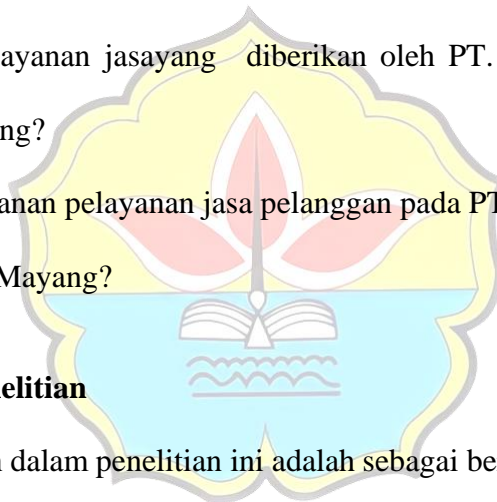 ayanan jasayang diberikan oleh PT.
ng?
anan pelayanan jasa pelanggan pada PT
Mayang?
elitian
dalam penelitian ini adalah sebagai be